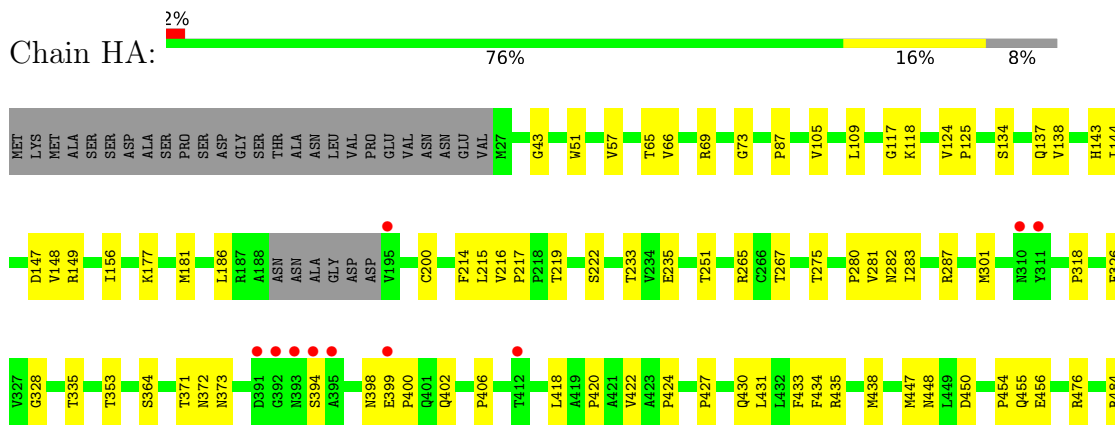 2%
Chain HA:
76% 16% 8%
MET LYS MET ALA SER SER ASP ALA SER PRO SER ASP GLY SER THR ALA ASN LEU VAL PRO GLU VAL ASN ASN GLU VAL M27 G43 W51 V57 T65 V66 R69 G73 P87 V105 L109 G117 K118 V124 P125 S134 Q137 V138 H143 I144
D147 V148 R149 I156 K177 M181 L186 R187 A188 ASN ASN ALA GLY ASP ASP V195 C200 F214 L215 V216 P217 P218 T219 S222 T233 V234 E235 T251 R265 C266 T267 T275 P280 V281 N282 I283 R287 M301 N310 Y311 P318 E326
V327 G328 T335 T353 S364 T371 N372 N373 D391 G392 N393 S394 A395 N398 E399 P400 Q401 Q402 P406 T412 L418 A419 P420 A421 V422 A423 P424 P427 Q430 L431 L432 F433 F434 R435 M438 M447 N448 L449 D450 P454 Q455 E456 R476 R484